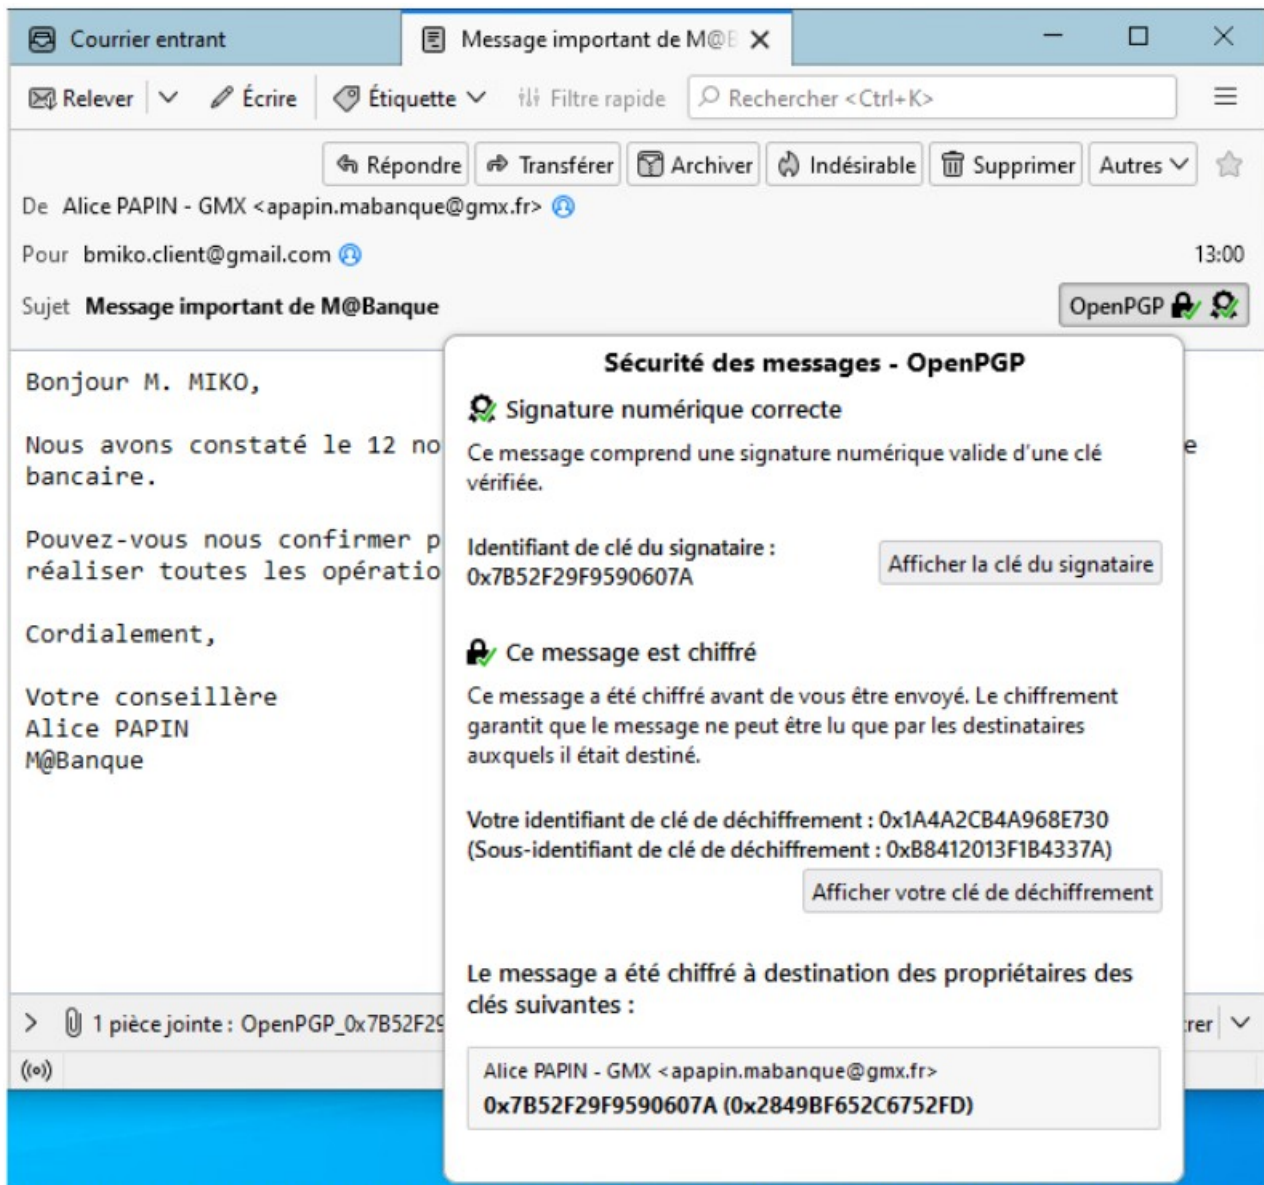 Courrier entrant
Message important de M@B
Relever
Écrire
Étiquette
Filtre rapide
Rechercher <Ctrl+K>
Répondre
Transférer
Archiver
Indésirable
Supprimer
Autres
De Alice PAPIN - GMX <apapin.mabanque@gmx.fr>
Pour bmiko.client@gmail.com
13:00
Sujet Message important de M@Banque
OpenPGP
Bonjour M. MIKO,
Nous avons constaté le 12 no
e
bancaire.
Pouvez-vous nous confirmer p
réaliser toutes les opératio
Cordialement,
Votre conseillère
Alice PAPIN
M@Banque
1 pièce jointe : OpenPGP_0x7B52F29
rer
Sécurité des messages - OpenPGP
Signature numérique correcte
Ce message comprend une signature numérique valide d'une clé
vérifiée.
Identifiant de clé du signataire :
0x7B52F29F9590607A
Afficher la clé du signataire
Ce message est chiffré
Ce message a été chiffré avant de vous être envoyé. Le chiffrement
garantit que le message ne peut être lu que par les destinataires
auxquels il était destiné.
Votre identifiant de clé de déchiffrement : 0x1A4A2CB4A968E730
(Sous-identifiant de clé de déchiffrement : 0xB8412013F1B4337A)
Afficher votre clé de déchiffrement
Le message a été chiffré à destination des propriétaires des
clés suivantes :
Alice PAPIN - GMX <apapin.mabanque@gmx.fr>
0x7B52F29F9590607A (0x2849BF652C6752FD)